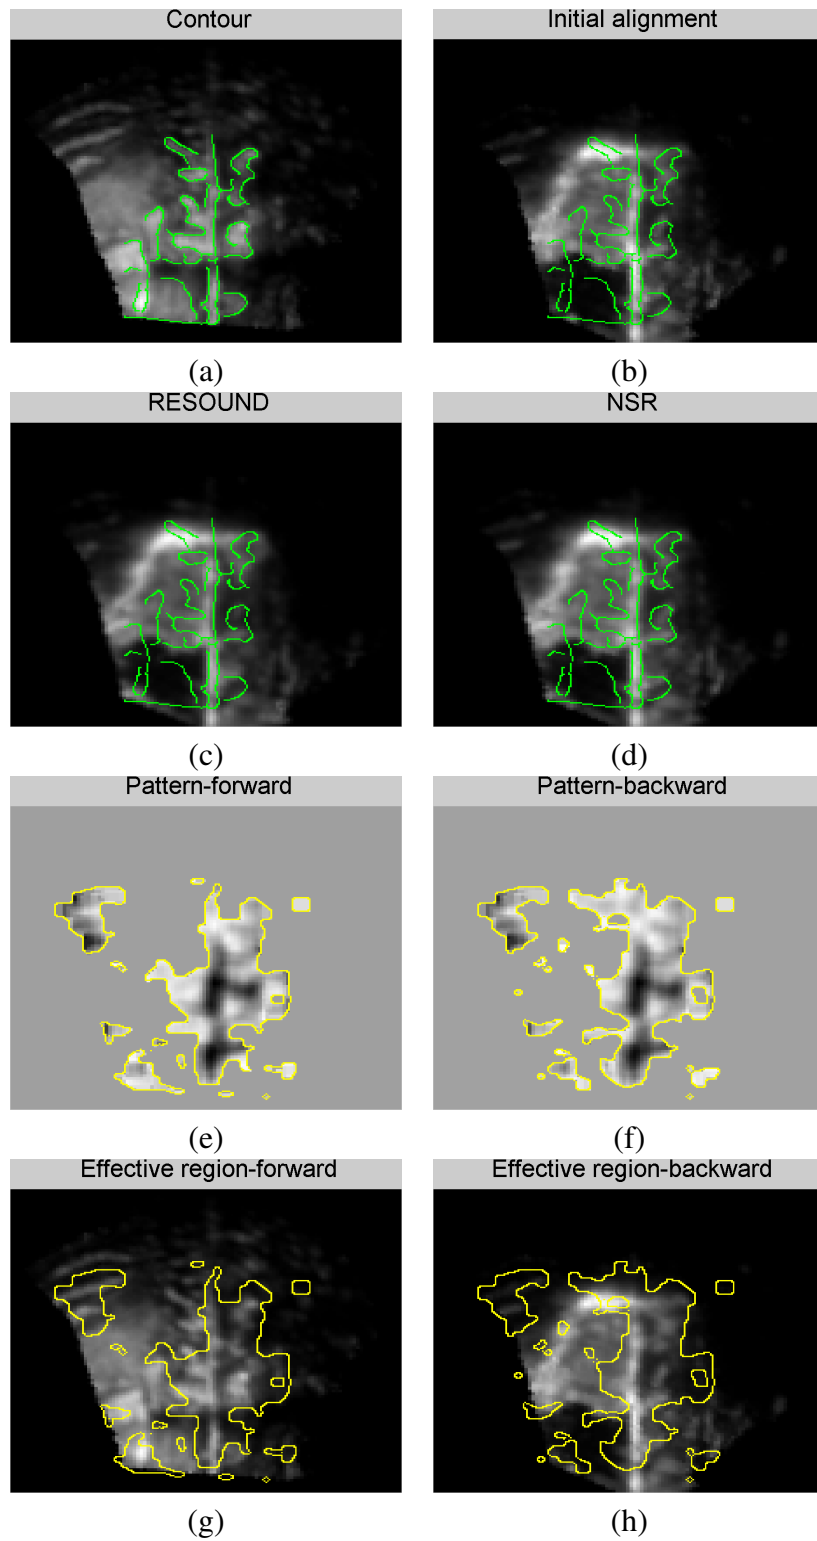 Contour
Initial alignment
(a)
(b)
RESOUND
NSR
(c)
(d)
Pattern-forward
Pattern-backward
(e)
(f)
Effective region-forward
Effective region-backward
(g)
(h)